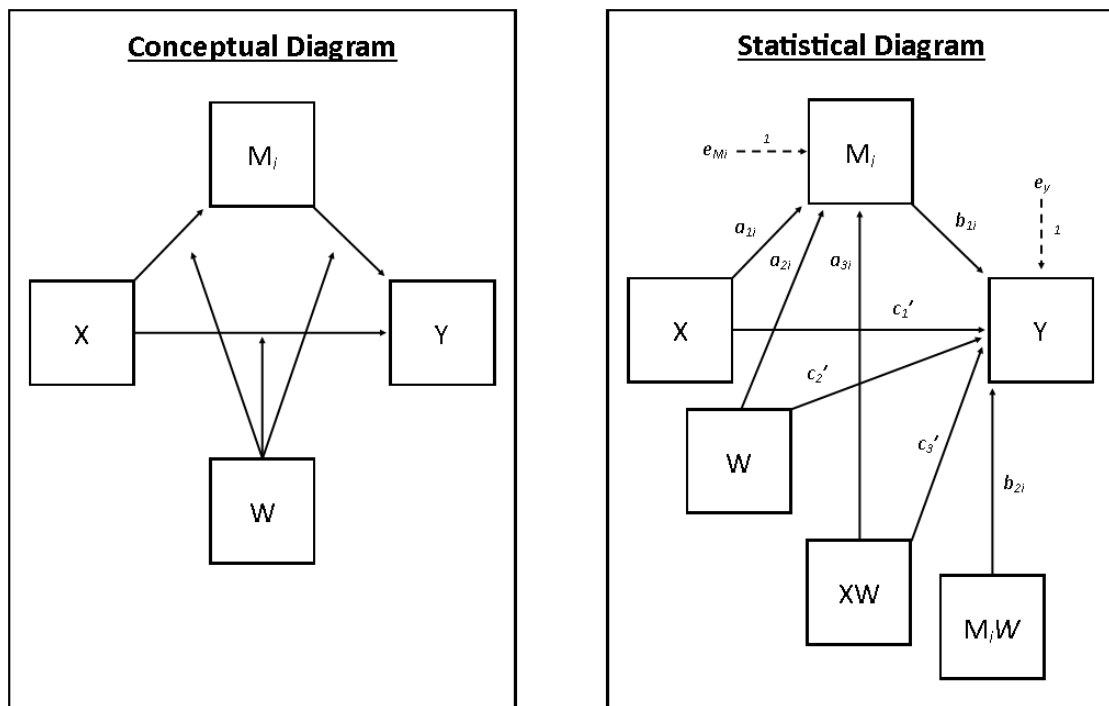 Conceptual Diagram
Mi
X
Y
W
Statistical Diagram
eMi
1
Mi
ey
1
a1i
a2i
a3i
b1i
X
c1'
Y
c2'
W
c3'
b2i
XW
MiW